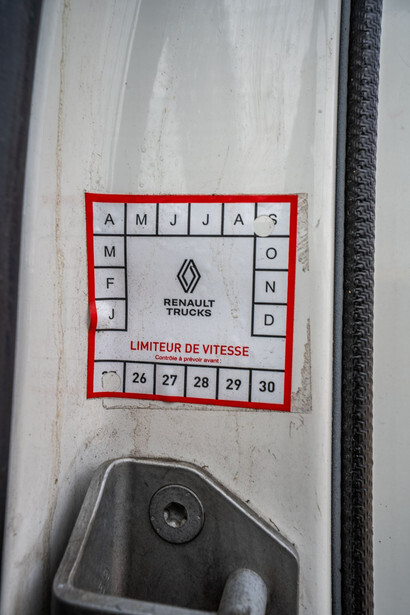 A M J J A S
M O
F N
J D
RENAULT
TRUCKS
LIMITEUR DE VITESSE
Contrôle à prévoir avant :
26 27 28 29 30